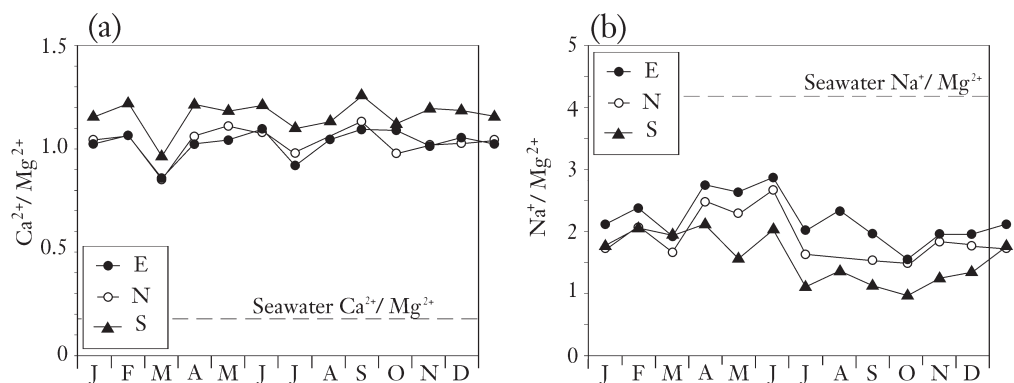 (a)
Ca2+/ Mg2+
1.5
1.0
0.5
0
E
N
S
Seawater Ca2+/ Mg2+
J F M A M J J A S O N D
(b)
Na+/ Mg2+
5
4
3
2
1
0
E
N
S
Seawater Na+/ Mg2+
J F M A M J J A S O N D